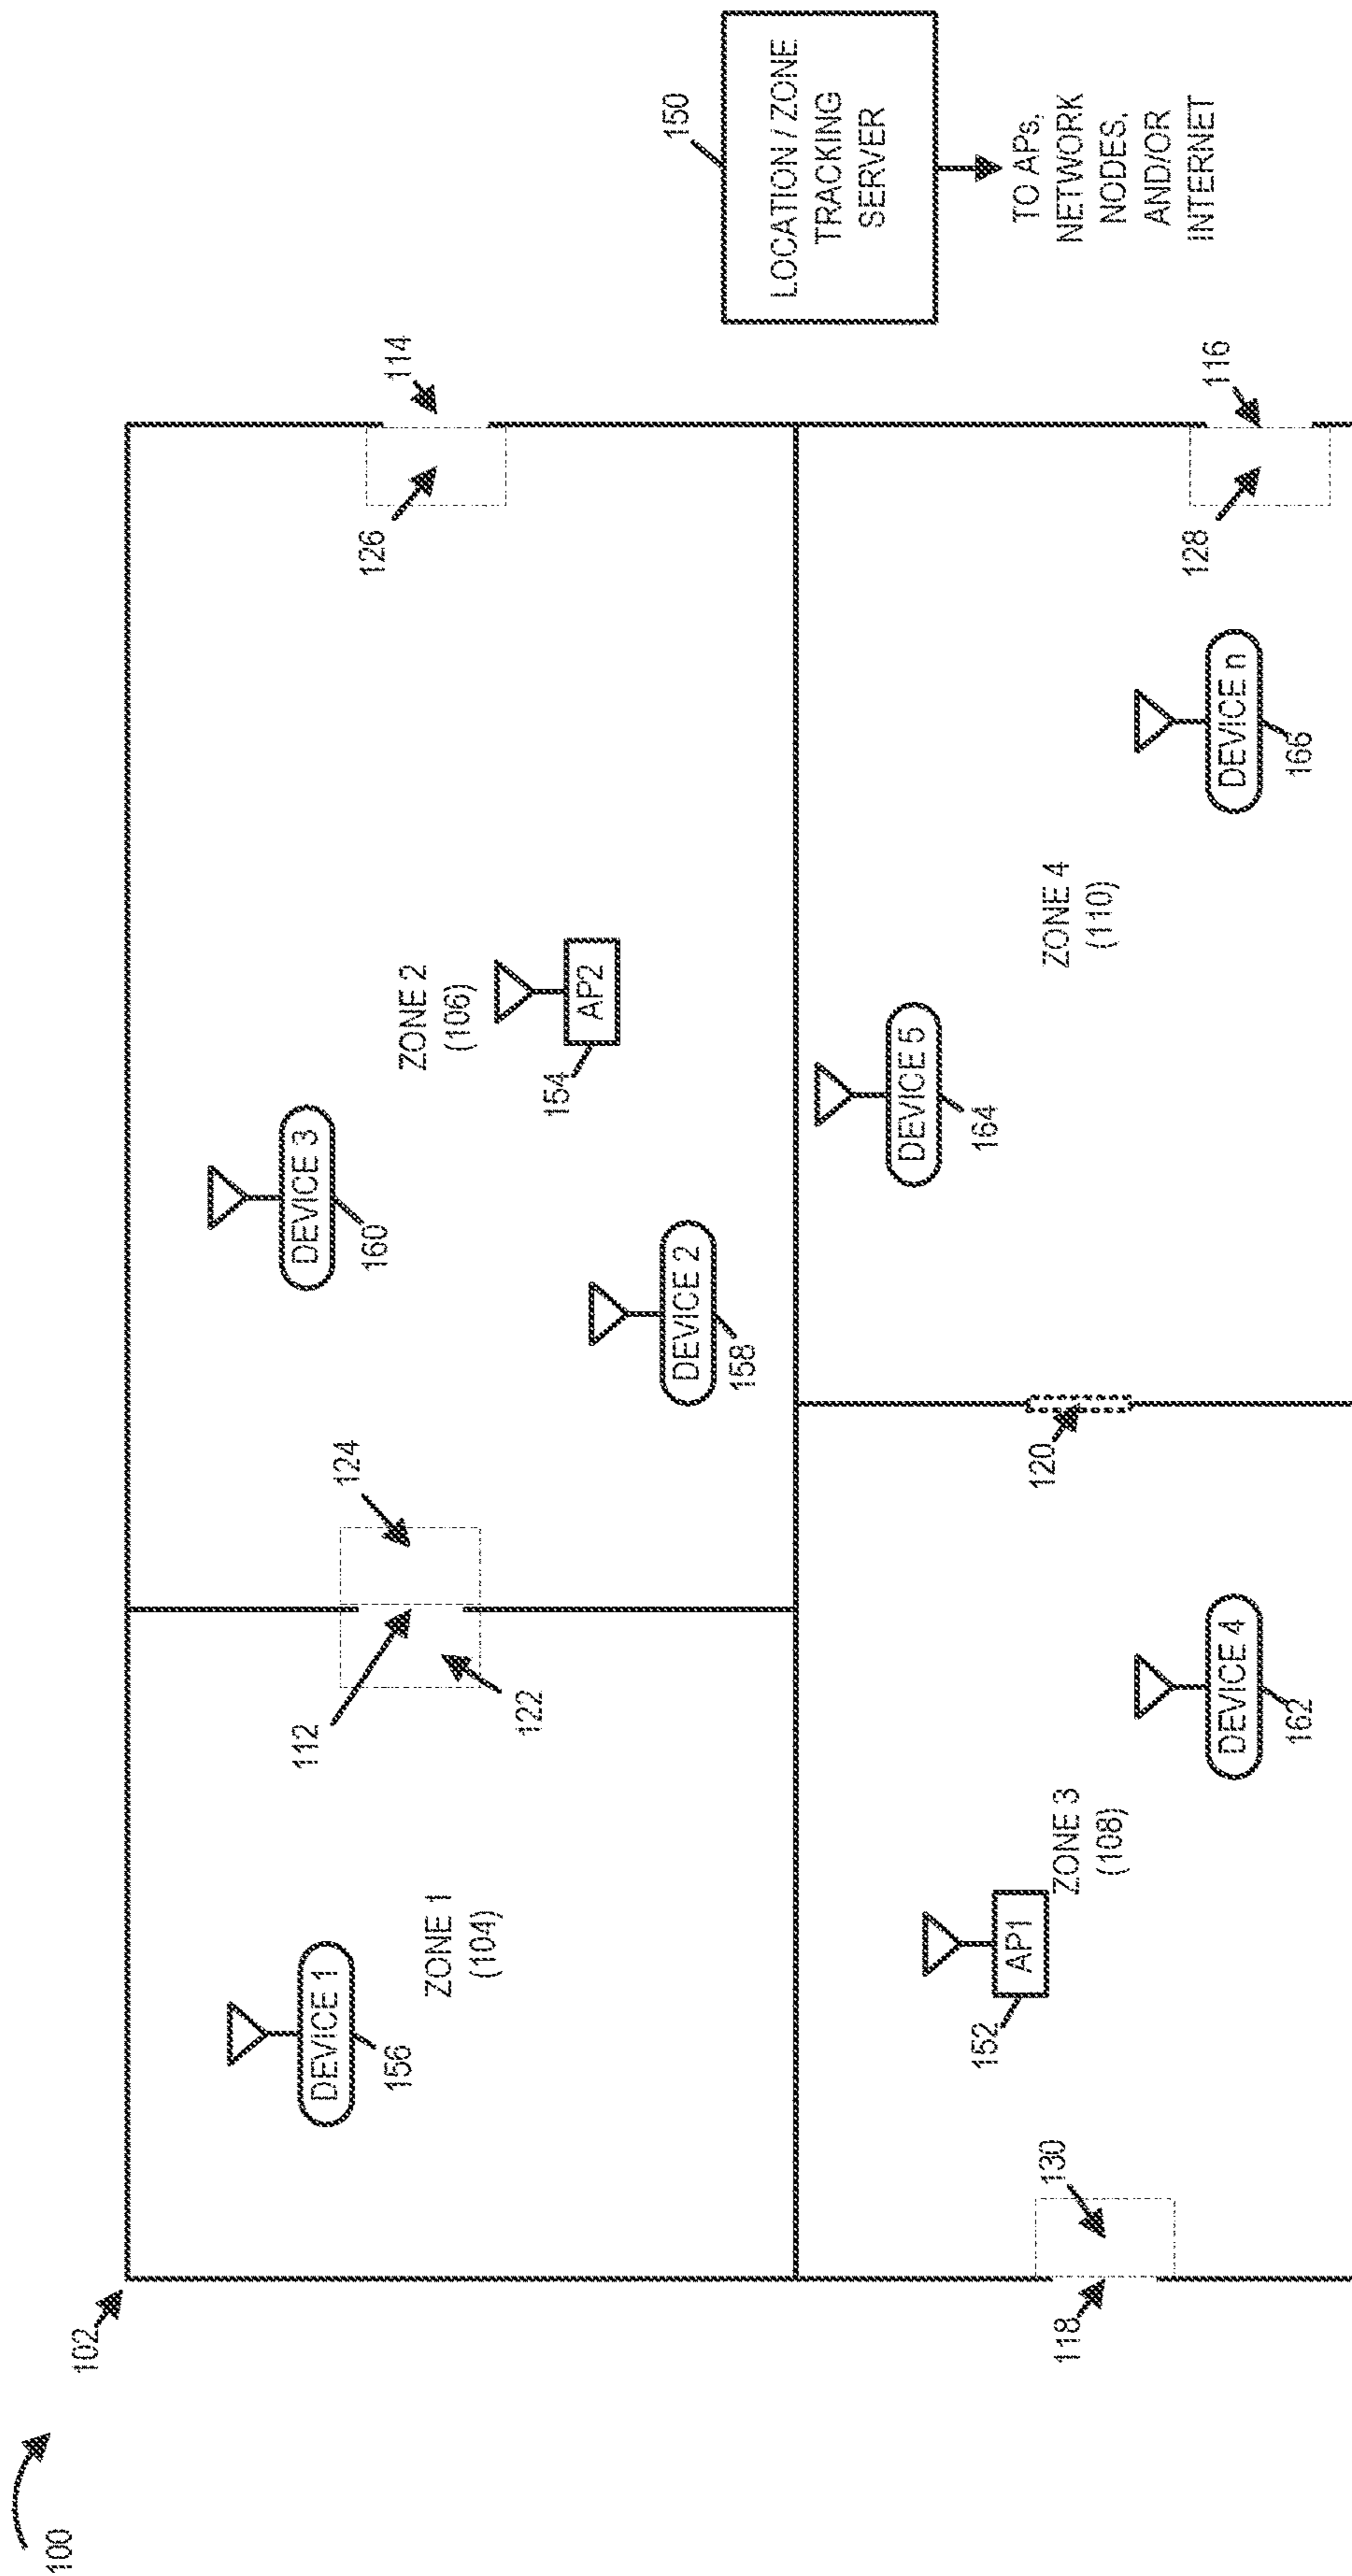 100
102
DEVICE 1
156
ZONE 1
(104)
112
122
124
DEVICE 3
160
DEVICE 2
158
ZONE 2
(106)
AP2
154
126
114
118
130
AP1
152
ZONE 3
(108)
DEVICE 4
162
120
DEVICE 5
164
ZONE 4
(110)
DEVICE n
166
128
116
150
LOCATION / ZONE
TRACKING
SERVER
TO APs,
NETWORK
NODES,
AND/OR
INTERNET